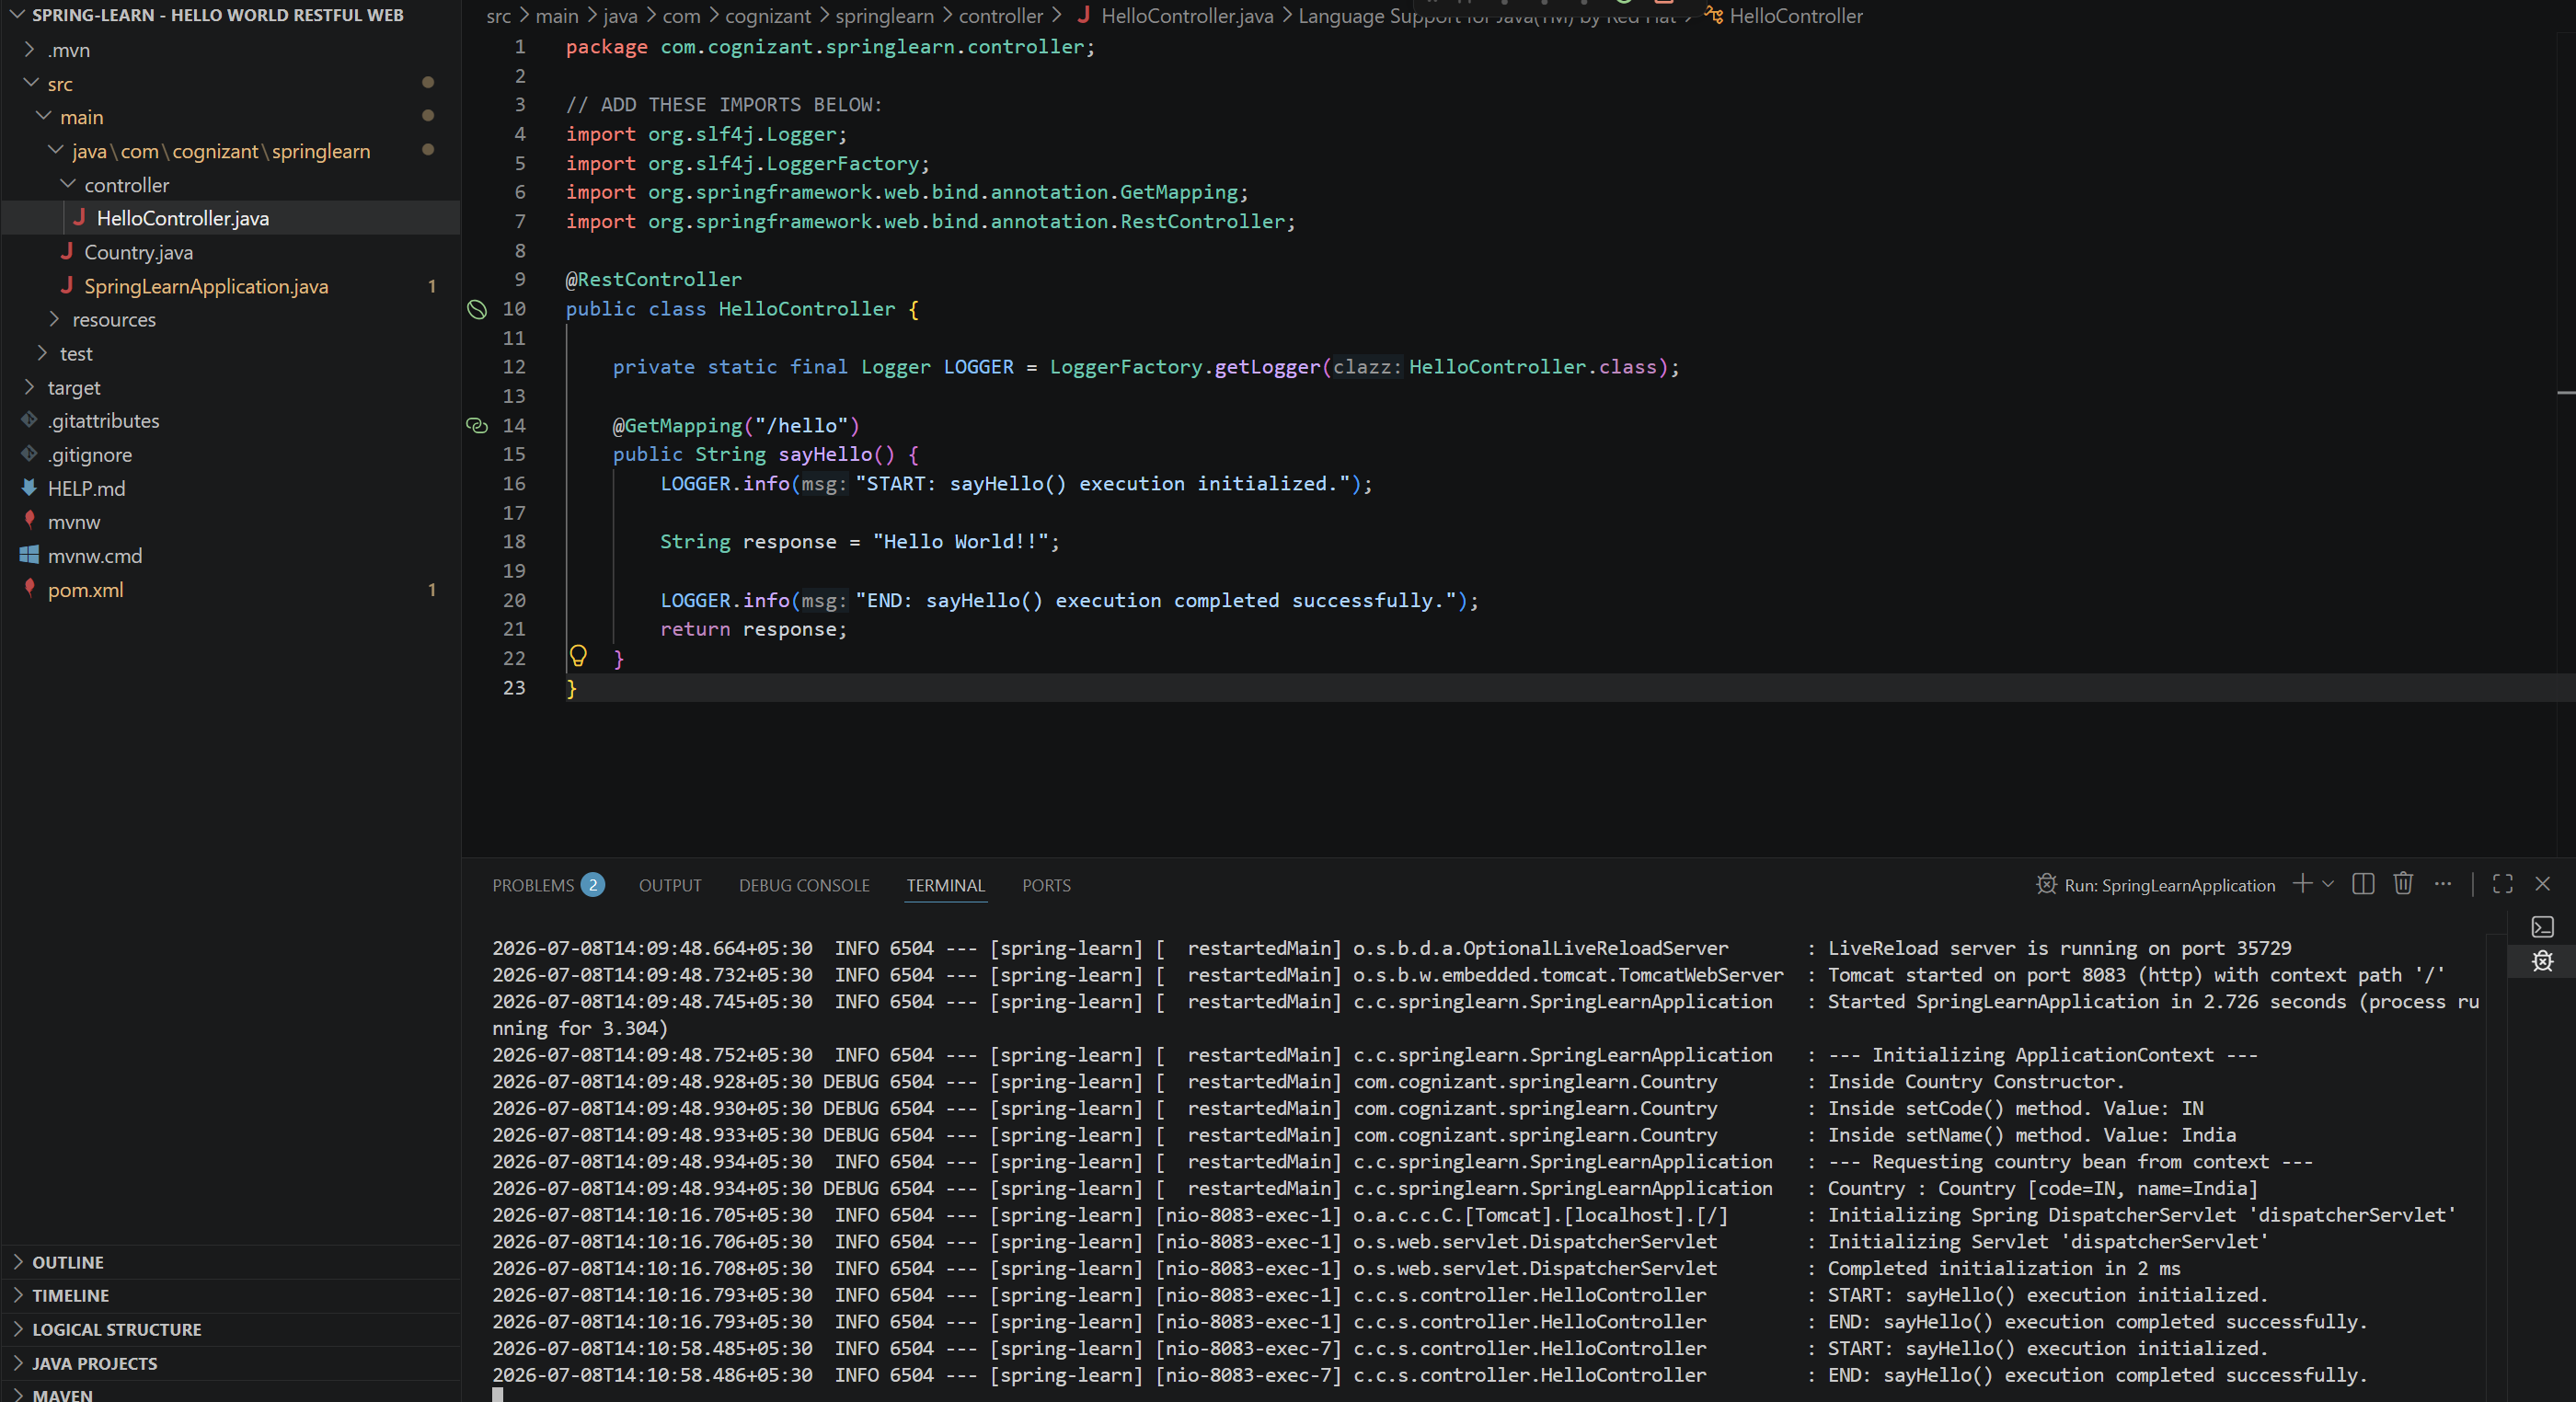 SPRING-LEARN - HELLO WORLD RESTFUL WEB
.mvn
src
main
java\com\cognizant\springlearn
controller
HelloController.java
Country.java
SpringLearnApplication.java 1
resources
test
target
.gitattributes
.gitignore
HELP.md
mvnw
mvnw.cmd
pom.xml 1
OUTLINE
TIMELINE
LOGICAL STRUCTURE
JAVA PROJECTS
MAVEN
src > main > java > com > cognizant > springlearn > controller > HelloController.java > Language Support for Java(TM) by Red Hat > HelloController
1 package com.cognizant.springlearn.controller;
2
3 // ADD THESE IMPORTS BELOW:
4 import org.slf4j.Logger;
5 import org.slf4j.LoggerFactory;
6 import org.springframework.web.bind.annotation.GetMapping;
7 import org.springframework.web.bind.annotation.RestController;
8
9 @RestController
10 public class HelloController {
11
12 private static final Logger LOGGER = LoggerFactory.getLogger(clazz: HelloController.class);
13
14 @GetMapping("/hello")
15 public String sayHello() {
16 LOGGER.info(msg: "START: sayHello() execution initialized.");
17
18 String response = "Hello World!!";
19
20 LOGGER.info(msg: "END: sayHello() execution completed successfully.");
21 return response;
22 }
23 }
PROBLEMS 2 OUTPUT DEBUG CONSOLE TERMINAL PORTS Run: SpringLearnApplication
2026-07-08T14:09:48.664+05:30 INFO 6504 --- [spring-learn] [ restartedMain] o.s.b.d.a.OptionalLiveReloadServer : LiveReload server is running on port 35729
2026-07-08T14:09:48.732+05:30 INFO 6504 --- [spring-learn] [ restartedMain] o.s.b.w.embedded.tomcat.TomcatWebServer : Tomcat started on port 8083 (http) with context path '/'
2026-07-08T14:09:48.745+05:30 INFO 6504 --- [spring-learn] [ restartedMain] c.c.springlearn.SpringLearnApplication : Started SpringLearnApplication in 2.726 seconds (process ru
nning for 3.304)
2026-07-08T14:09:48.752+05:30 INFO 6504 --- [spring-learn] [ restartedMain] c.c.springlearn.SpringLearnApplication : --- Initializing ApplicationContext ---
2026-07-08T14:09:48.928+05:30 DEBUG 6504 --- [spring-learn] [ restartedMain] com.cognizant.springlearn.Country : Inside Country Constructor.
2026-07-08T14:09:48.930+05:30 DEBUG 6504 --- [spring-learn] [ restartedMain] com.cognizant.springlearn.Country : Inside setCode() method. Value: IN
2026-07-08T14:09:48.933+05:30 DEBUG 6504 --- [spring-learn] [ restartedMain] com.cognizant.springlearn.Country : Inside setName() method. Value: India
2026-07-08T14:09:48.934+05:30 INFO 6504 --- [spring-learn] [ restartedMain] c.c.springlearn.SpringLearnApplication : --- Requesting country bean from context ---
2026-07-08T14:09:48.934+05:30 DEBUG 6504 --- [spring-learn] [ restartedMain] c.c.springlearn.SpringLearnApplication : Country : Country [code=IN, name=India]
2026-07-08T14:10:16.705+05:30 INFO 6504 --- [spring-learn] [nio-8083-exec-1] o.a.c.c.C.[Tomcat].[localhost].[/] : Initializing Spring DispatcherServlet 'dispatcherServlet'
2026-07-08T14:10:16.706+05:30 INFO 6504 --- [spring-learn] [nio-8083-exec-1] o.s.web.servlet.DispatcherServlet : Initializing Servlet 'dispatcherServlet'
2026-07-08T14:10:16.708+05:30 INFO 6504 --- [spring-learn] [nio-8083-exec-1] o.s.web.servlet.DispatcherServlet : Completed initialization in 2 ms
2026-07-08T14:10:16.793+05:30 INFO 6504 --- [spring-learn] [nio-8083-exec-1] c.c.s.controller.HelloController : START: sayHello() execution initialized.
2026-07-08T14:10:16.793+05:30 INFO 6504 --- [spring-learn] [nio-8083-exec-1] c.c.s.controller.HelloController : END: sayHello() execution completed successfully.
2026-07-08T14:10:58.485+05:30 INFO 6504 --- [spring-learn] [nio-8083-exec-7] c.c.s.controller.HelloController : START: sayHello() execution initialized.
2026-07-08T14:10:58.486+05:30 INFO 6504 --- [spring-learn] [nio-8083-exec-7] c.c.s.controller.HelloController : END: sayHello() execution completed successfully.